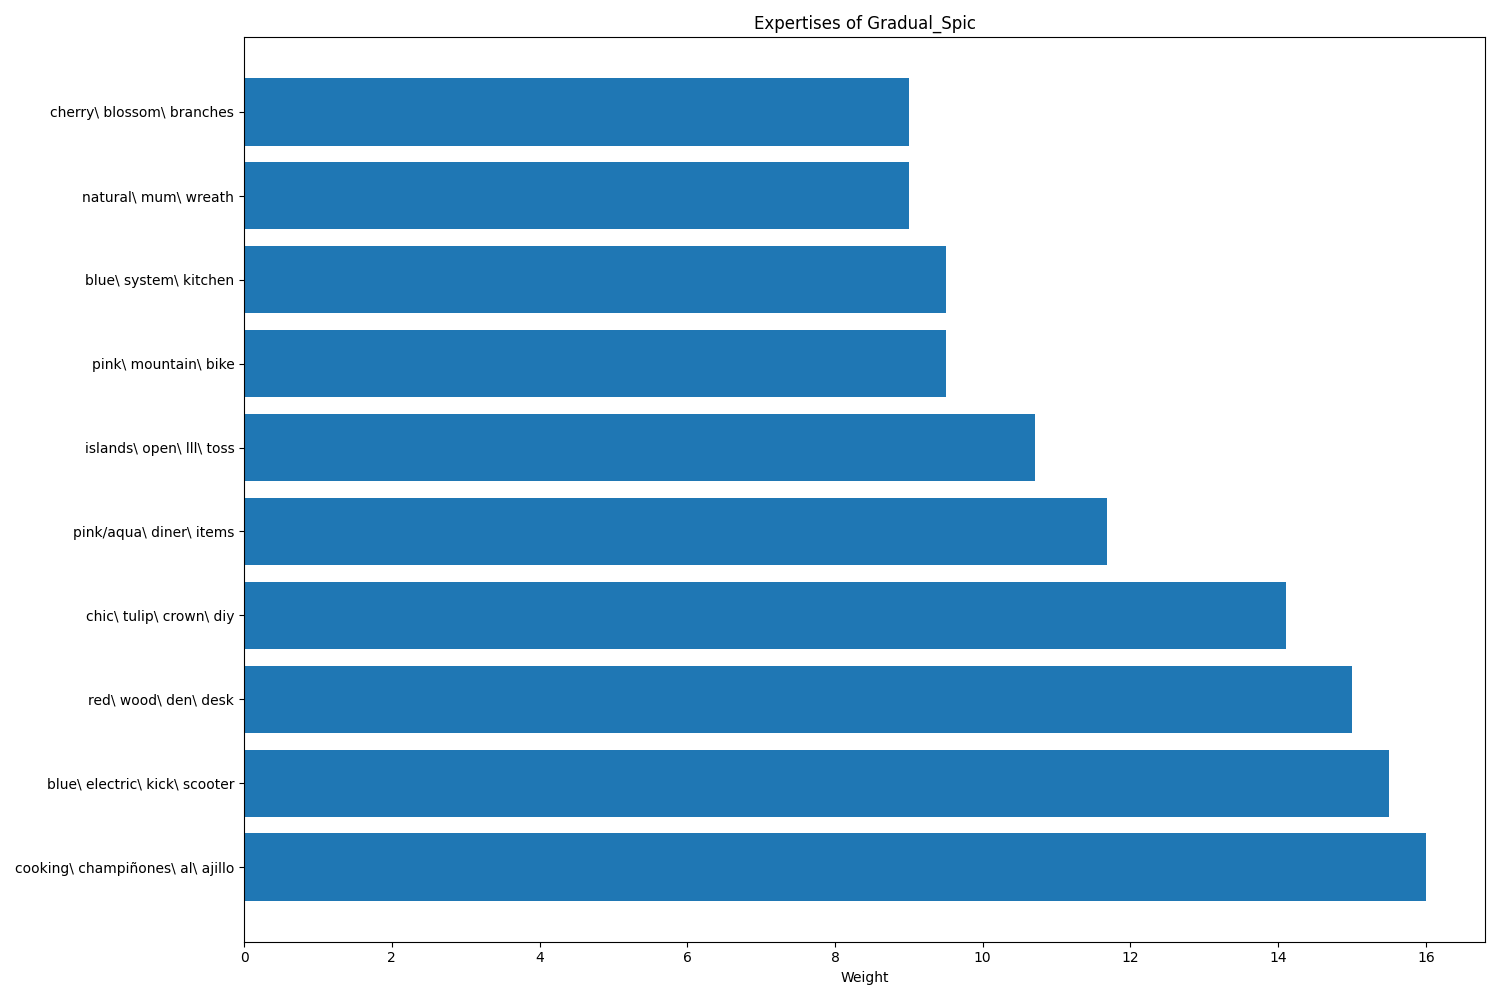 Expertises of Gradual_Spic
cherry\ blossom\ branches
natural\ mum\ wreath
blue\ system\ kitchen
pink\ mountain\ bike
islands\ open\ lll\ toss
pink/aqua\ diner\ items
chic\ tulip\ crown\ diy
red\ wood\ den\ desk
blue\ electric\ kick\ scooter
cooking\ champiñones\ al\ ajillo
0 2 4 6 8 10 12 14 16
Weight